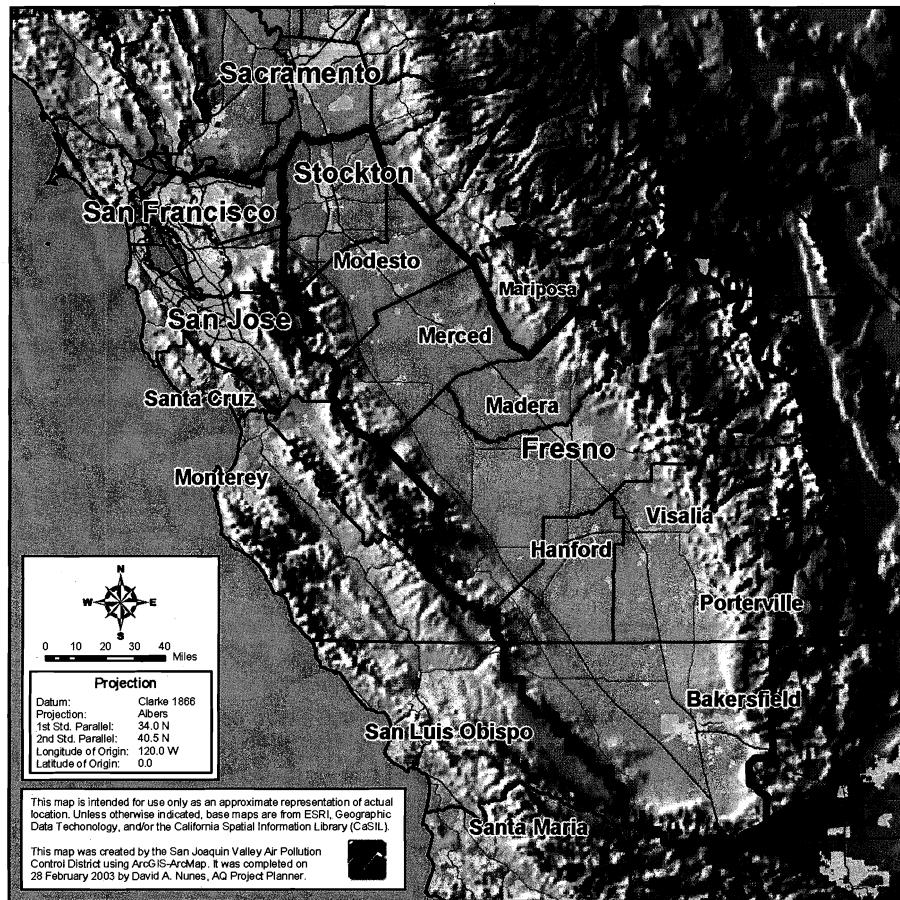 Sacramento
Stockton
San Francisco
Modesto
Mariposa
San Jose
Merced
Santa Cruz
Madera
Fresno
Monterey
Visalia
Hanford
Porterville
Bakersfield
San Luis Obispo
Santa Maria
N
W E
S
0 10 20 30 40
Miles
Projection
Datum: Clarke 1866
Projection: Albers
1st Std. Parallel: 34.0 N
2nd Std. Parallel: 40.5 N
Longitude of Origin: 120.0 W
Latitude of Origin: 0.0
This map is intended for use only as an approximate representation of actual
location. Unless otherwise indicated, base maps are from ESRI, Geographic
Data Techonology, and/or the California Spatial Information Library (CaSIL).
This map was created by the San Joaquin Valley Air Pollution
Control District using ArcGIS-ArcMap. It was completed on
28 February 2003 by David A. Nunes, AQ Project Planner.